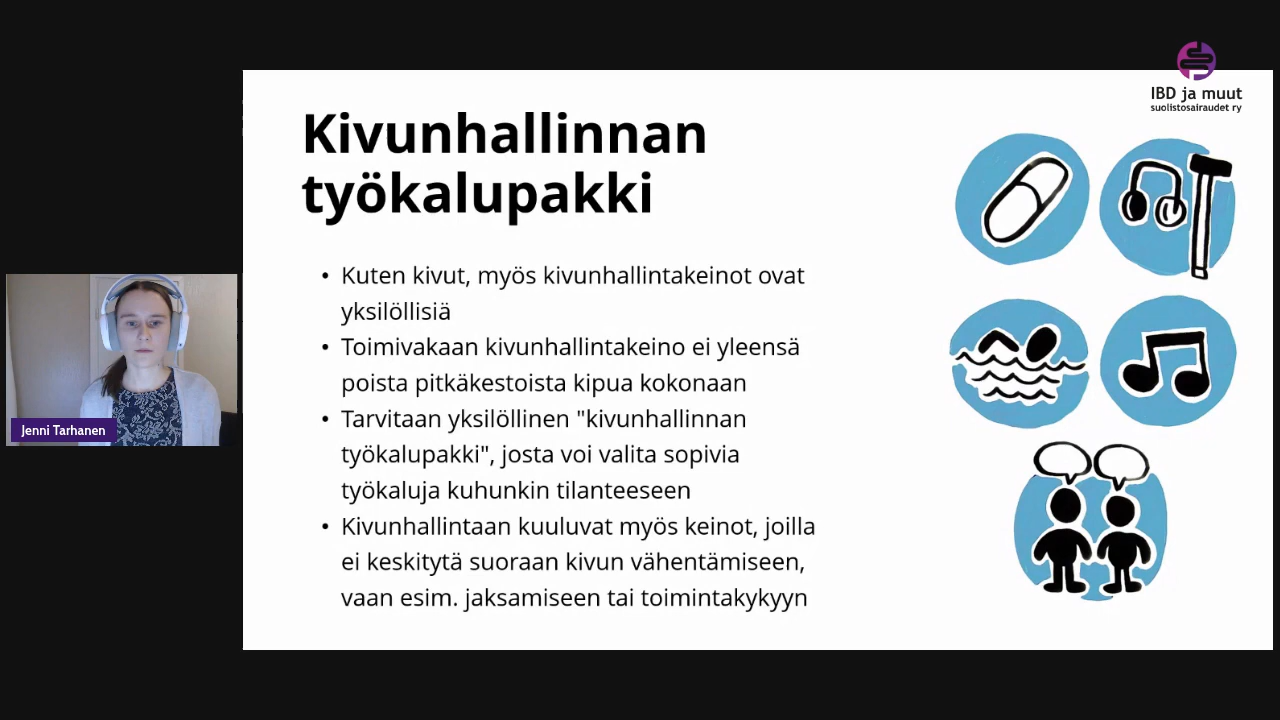 IBD ja muut
suolistosairaudet ry
Kivunhallinnan
työkalupakki
• Kuten kivut, myös kivunhallintakeinot ovat
yksilöllisiä
• Toimivakaan kivunhallintakeino ei yleensä
poista pitkäkestoista kipua kokonaan
• Tarvitaan yksilöllinen "kivunhallinnan
työkalupakki", josta voi valita sopivia
työkaluja kuhunkin tilanteeseen
• Kivunhallintaan kuuluvat myös keinot, joilla
ei keskitytä suoraan kivun vähentämiseen,
vaan esim. jaksamiseen tai toimintakykyyn
Jenni Tarhanen